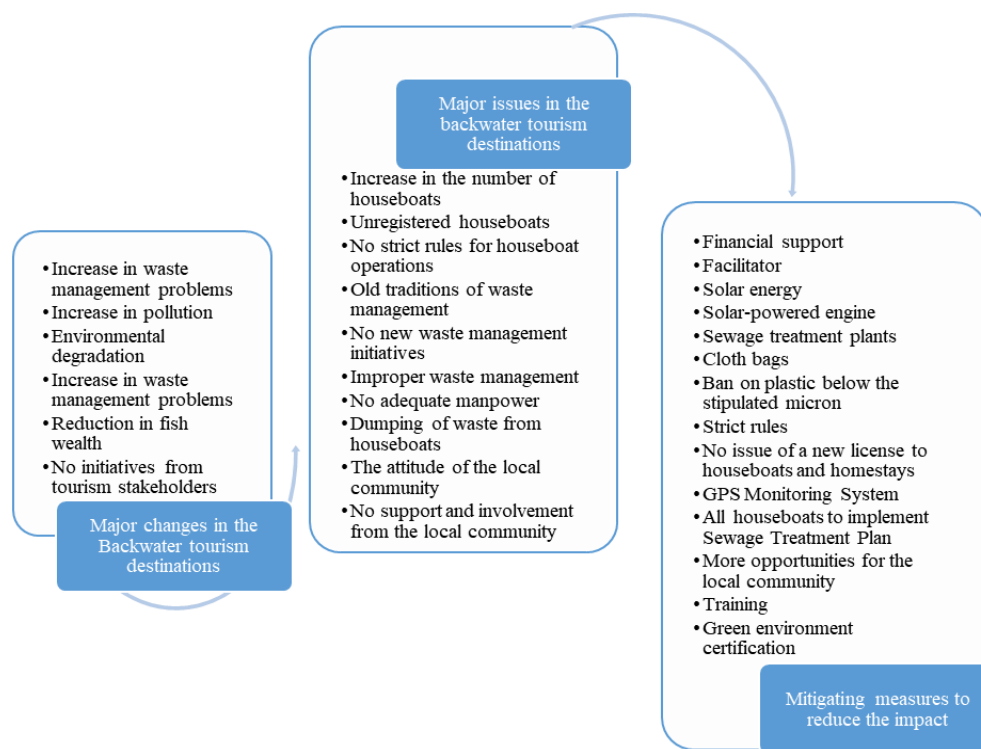 • Increase in waste
management problems
• Increase in pollution
• Environmental
degradation
• Increase in waste
management problems
• Reduction in fish
wealth
• No initiatives from
tourism stakeholders
Major changes in the
Backwater tourism
destinations
Major issues in the
backwater tourism
destinations
• Increase in the number of
houseboats
• Unregistered houseboats
• No strict rules for houseboat
operations
• Old traditions of waste
management
• No new waste management
initiatives
• Improper waste management
• No adequate manpower
• Dumping of waste from
houseboats
• The attitude of the local
community
• No support and involvement
from the local community
• Financial support
• Facilitator
• Solar energy
• Solar-powered engine
• Sewage treatment plants
• Cloth bags
• Ban on plastic below the
stipulated micron
• Strict rules
• No issue of a new license to
houseboats and homestays
• GPS Monitoring System
• All houseboats to implement
Sewage Treatment Plan
• More opportunities for the
local community
• Training
• Green environment
certification
Mitigating measures to
reduce the impact